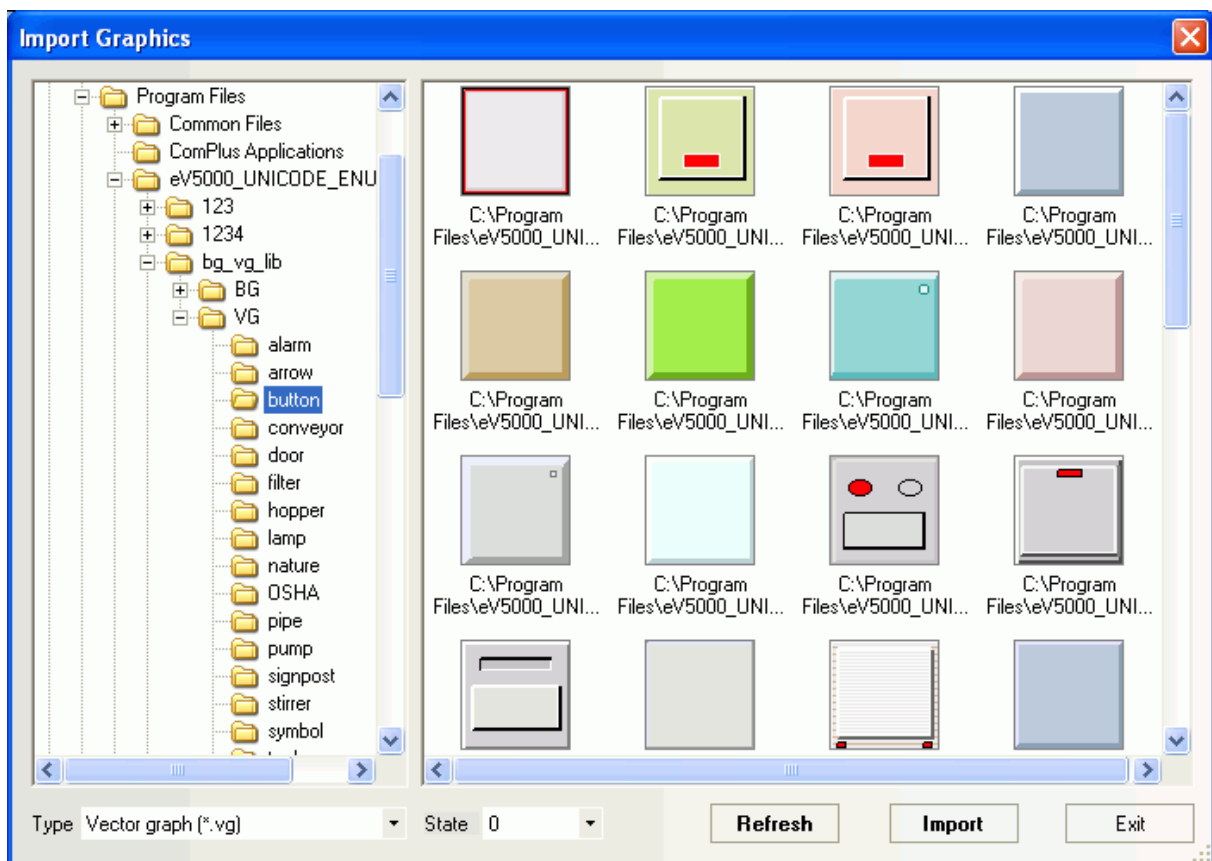 Import Graphics
Program Files
Common Files
ComPlus Applications
eV5000_UNICODE_ENU
123
1234
bg_vg_lib
BG
VG
alarm
arrow
button
conveyor
door
filter
hopper
lamp
nature
OSHA
pipe
pump
signpost
stirrer
symbol
C:\Program
Files\eV5000_UNI...
C:\Program
Files\eV5000_UNI...
C:\Program
Files\eV5000_UNI...
C:\Program
Files\eV5000_UNI...
C:\Program
Files\eV5000_UNI...
C:\Program
Files\eV5000_UNI...
C:\Program
Files\eV5000_UNI...
C:\Program
Files\eV5000_UNI...
C:\Program
Files\eV5000_UNI...
C:\Program
Files\eV5000_UNI...
C:\Program
Files\eV5000_UNI...
C:\Program
Files\eV5000_UNI...
Type Vector graph (*.vg) State 0 Refresh Import Exit